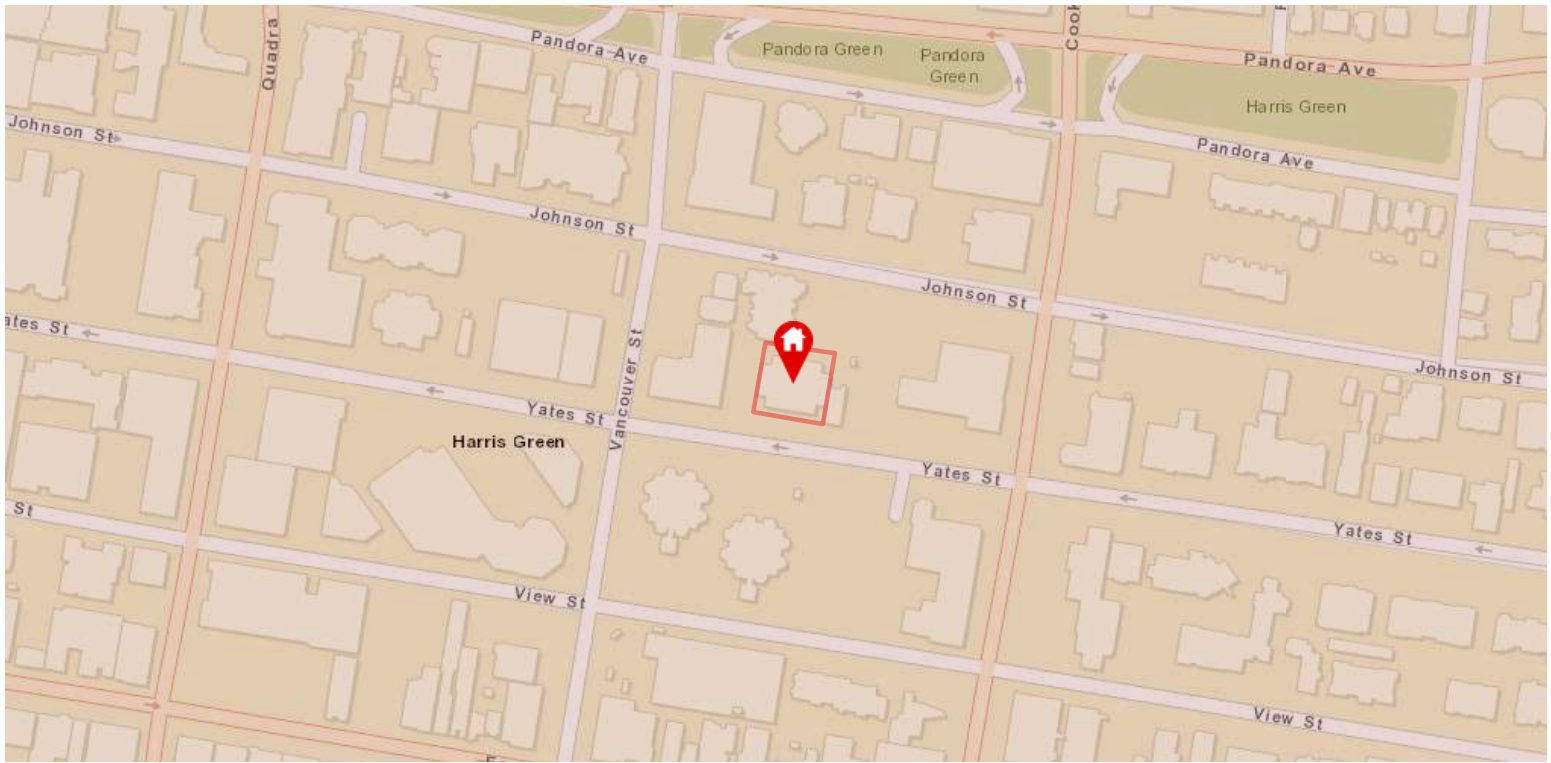 Quadra
Pandora Ave
Pandora Green
Pandora
Green
Cook
Pandora Ave
Harris Green
Johnson St
Pandora Ave
Johnson St
Johnson St
Yates St
Vancouver St
Johnson St
Yates St
Harris Green
Yates St
St
Yates St
View St
View St